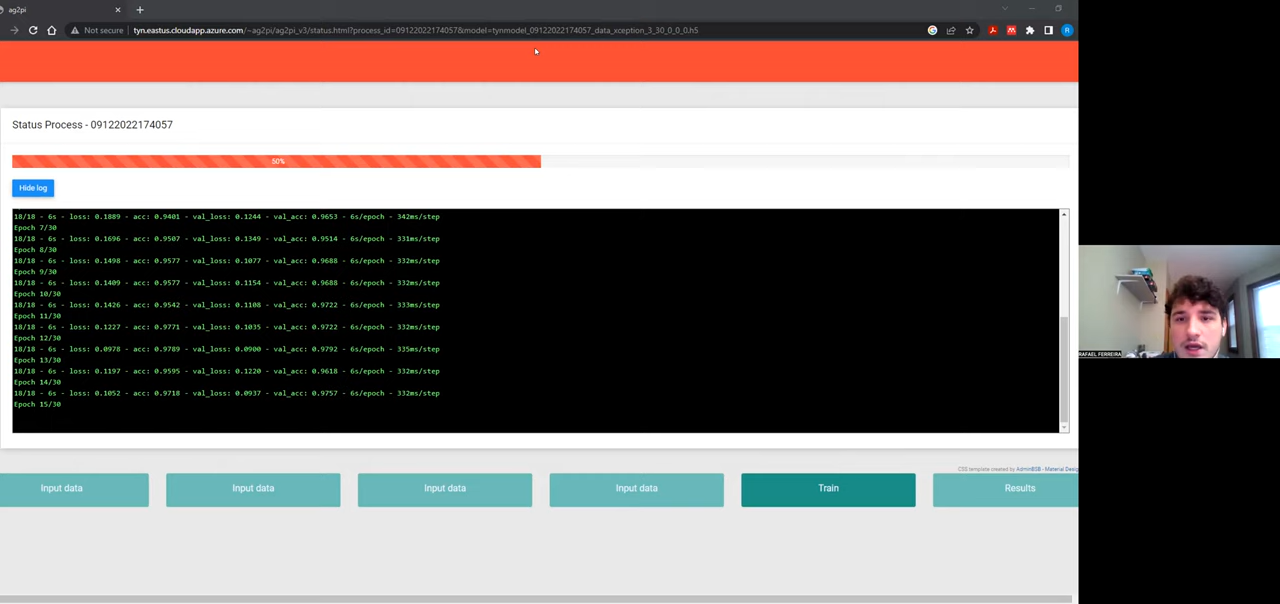 ag2pi
Not secure
tyn.eastus.cloudapp.azure.com/~ag2pi/ag2pi_v3/status.html?process_id=09122022174057&model=tynmodel_09122022174057_data_xception_3_30_0_0_0.h5
R
Status Process - 09122022174057
50%
Hide log
18/18 - 6s - loss: 0.1889 - acc: 0.9401 - val_loss: 0.1244 - val_acc: 0.9653 - 6s/epoch - 342ms/step
Epoch 7/30
18/18 - 6s - loss: 0.1696 - acc: 0.9507 - val_loss: 0.1349 - val_acc: 0.9514 - 6s/epoch - 331ms/step
Epoch 8/30
18/18 - 6s - loss: 0.1498 - acc: 0.9577 - val_loss: 0.1077 - val_acc: 0.9688 - 6s/epoch - 332ms/step
Epoch 9/30
18/18 - 6s - loss: 0.1409 - acc: 0.9577 - val_loss: 0.1154 - val_acc: 0.9688 - 6s/epoch - 332ms/step
Epoch 10/30
18/18 - 6s - loss: 0.1426 - acc: 0.9542 - val_loss: 0.1108 - val_acc: 0.9722 - 6s/epoch - 333ms/step
Epoch 11/30
18/18 - 6s - loss: 0.1227 - acc: 0.9771 - val_loss: 0.1035 - val_acc: 0.9722 - 6s/epoch - 332ms/step
Epoch 12/30
18/18 - 6s - loss: 0.0978 - acc: 0.9789 - val_loss: 0.0900 - val_acc: 0.9792 - 6s/epoch - 335ms/step
Epoch 13/30
18/18 - 6s - loss: 0.1197 - acc: 0.9595 - val_loss: 0.1220 - val_acc: 0.9618 - 6s/epoch - 332ms/step
Epoch 14/30
18/18 - 6s - loss: 0.1052 - acc: 0.9718 - val_loss: 0.0937 - val_acc: 0.9757 - 6s/epoch - 332ms/step
Epoch 15/30
RAFAEL FERREIRA
CSS template created by AdminBSB - Material Desig
Input data
Input data
Input data
Input data
Train
Results